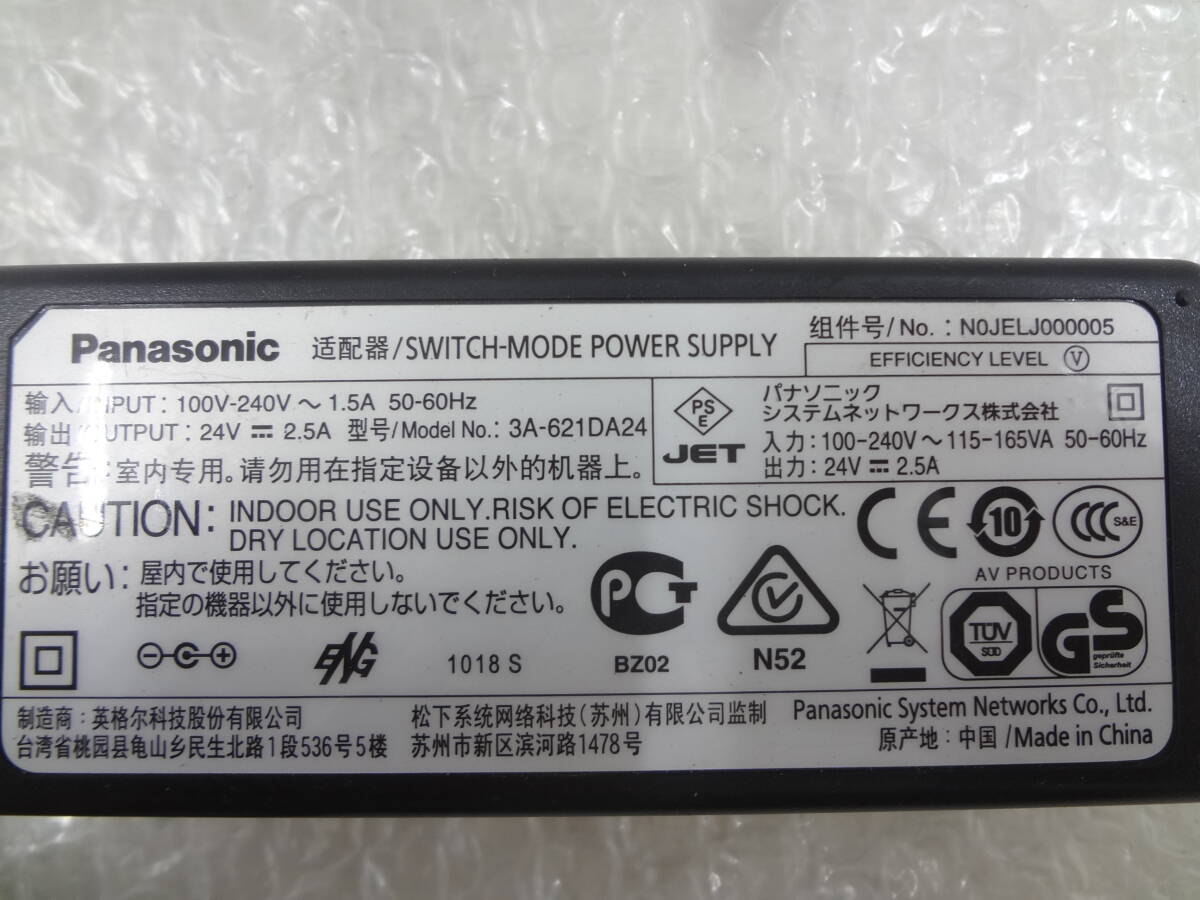 Panasonic 适配器/SWITCH-MODE POWER SUPPLY
组件号/No. : N0JELJ000005
EFFICIENCY LEVEL V
输入/INPUT : 100V-240V ～ 1.5A 50-60Hz
输出/OUTPUT : 24V ⎓ 2.5A 型号/Model No.: 3A-621DA24
警告: 室内专用。请勿用在指定设备以外的机器上。
PS
E
JET
パナソニック
システムネットワークス株式会社
入力:100-240V～115-165VA 50-60Hz
出力:24V ⎓ 2.5A
CAUTION: INDOOR USE ONLY.RISK OF ELECTRIC SHOCK.
DRY LOCATION USE ONLY.
CE 10 CCC S&E
AV PRODUCTS
お願い: 屋内で使用してください。
指定の機器以外に使用しないでください。
ENG 1018 S
PCT
BZ02
N52
TÜV
SÜD
GS
geprüfte
Sicherheit
制造商:英格尔科技股份有限公司
台湾省桃园县龟山乡民生北路1段536号5楼
松下系统网络科技(苏州)有限公司监制
苏州市新区滨河路1478号
Panasonic System Networks Co., Ltd.
原产地:中国 /Made in China